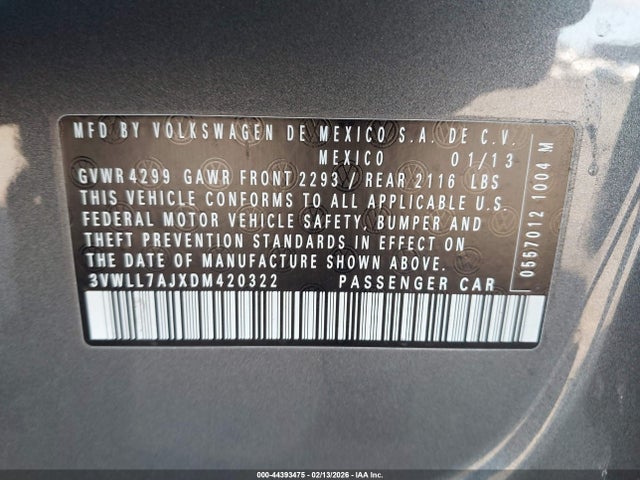 MFD BY VOLKSWAGEN DE MEXICO S.A. DE C.V.
MEXICO 01/13
GVWR 4299 GAWR FRONT 2293 / REAR 2116 LBS
THIS VEHICLE CONFORMS TO ALL APPLICABLE U.S.
FEDERAL MOTOR VEHICLE SAFETY, BUMPER AND
THEFT PREVENTION STANDARDS IN EFFECT ON
THE DATE OF MANUFACTURE SHOWN ABOVE.
3VWLL7AJXDM420322 PASSENGER CAR
0557012 1004 M
000-44393475 - 02/13/2026 - IAA Inc.